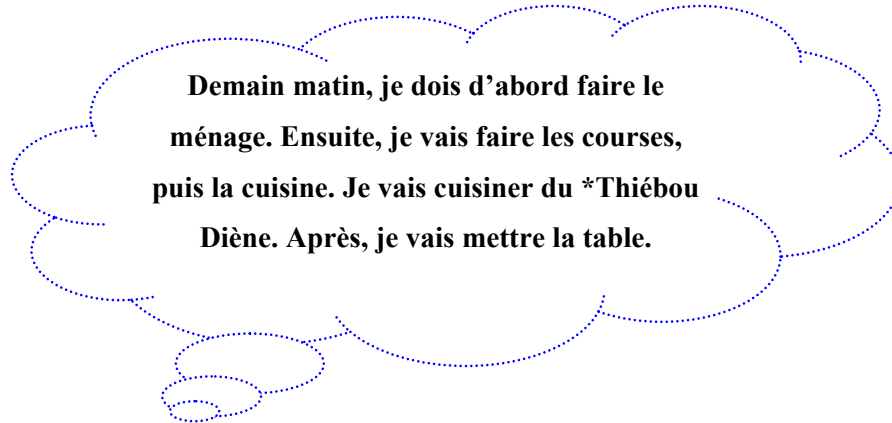 Demain matin, je dois d’abord faire le
ménage. Ensuite, je vais faire les courses,
puis la cuisine. Je vais cuisiner du *Thiébou
Diène. Après, je vais mettre la table.